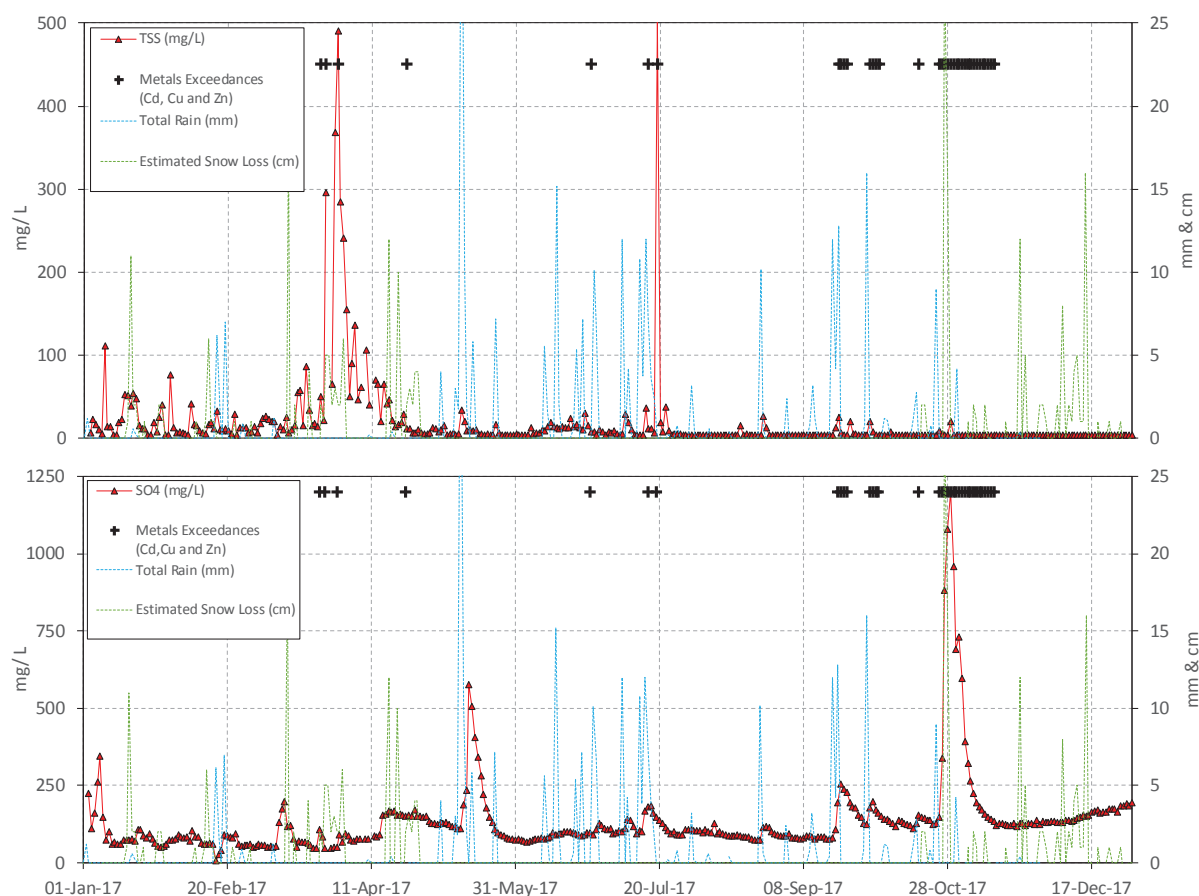 500
450
400
300
200
100
0
mg/ L
TSS (mg/L)
Metals Exceedances
(Cd, Cu and Zn)
Total Rain (mm)
Estimated Snow Loss (cm)
25
20
15
10
5
0
mm & cm
1250
1000
750
500
250
0
mg/ L
SO4 (mg/L)
Metals Exceedances
(Cd,Cu and Zn)
Total Rain (mm)
Estimated Snow Loss (cm)
25
20
15
10
5
0
mm & cm
01-Jan-17
20-Feb-17
11-Apr-17
31-May-17
20-Jul-17
08-Sep-17
28-Oct-17
17-Dec-17